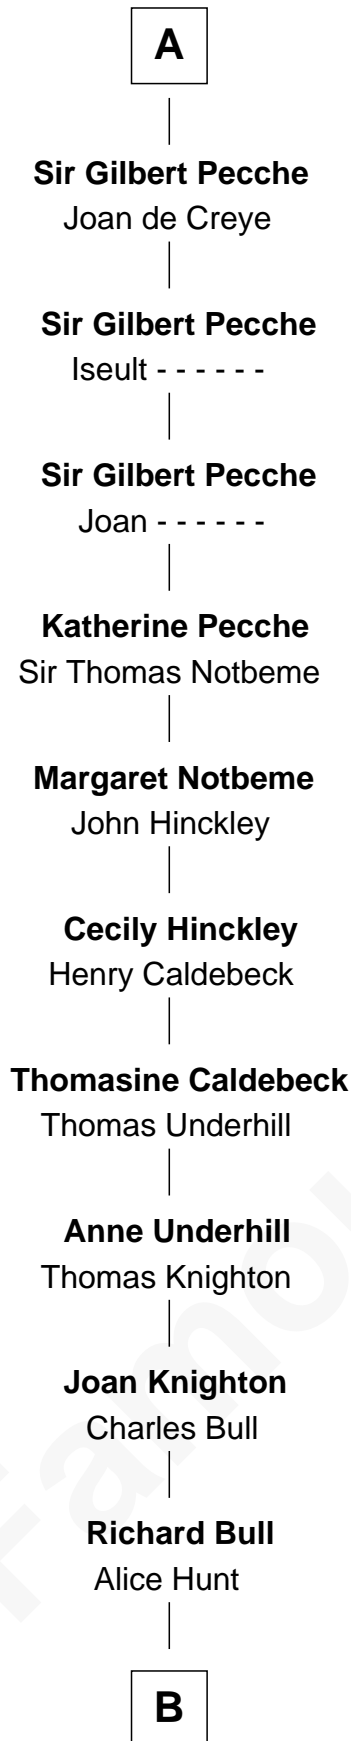 A
Sir Gilbert Pecche
Joan de Creye
Sir Gilbert Pecche
Iseult - - - - - -
Sir Gilbert Pecche
Joan - - - - - -
Katherine Pecche
Sir Thomas Notbeme
Margaret Notbeme
John Hinckley
Cecily Hinckley
Henry Caldebeck
Thomasine Caldebeck
Thomas Underhill
Anne Underhill
Thomas Knighton
Joan Knighton
Charles Bull
Richard Bull
Alice Hunt
B